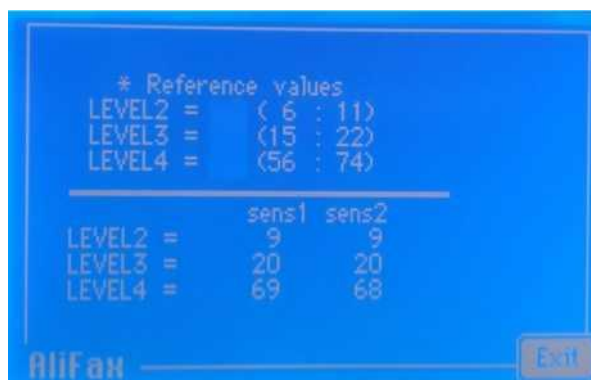 * Reference values
LEVEL2 = ( 6 : 11)
LEVEL3 = (15 : 22)
LEVEL4 = (56 : 74)
sens1 sens2
LEVEL2 = 9 9
LEVEL3 = 20 20
LEVEL4 = 69 68
AliFax
Exit